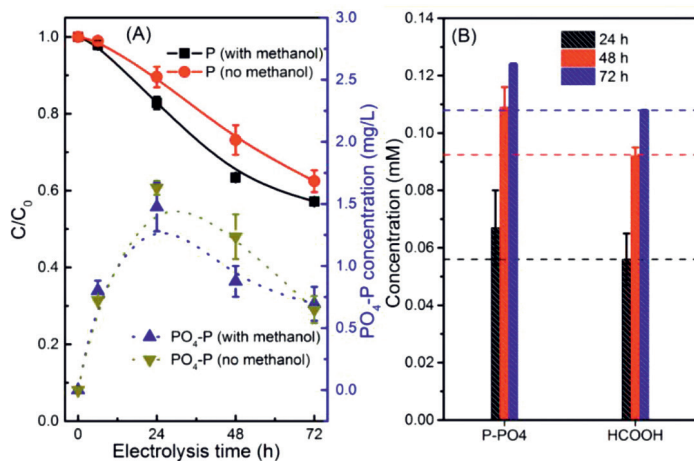 (A)
P (with methanol)
P (no methanol)
PO4-P (with methanol)
PO4-P (no methanol)
C/C0
1.0
0.8
0.6
0.4
0.2
0.0
3.0
2.5
2.0
1.5
1.0
0.5
0.0
PO4-P concentration (mg/L)
0 24 48 72
Electrolysis time (h)
(B)
24 h
48 h
72 h
Concentration (mM)
0.14
0.12
0.10
0.08
0.06
0.04
0.02
0.00
P-PO4 HCOOH